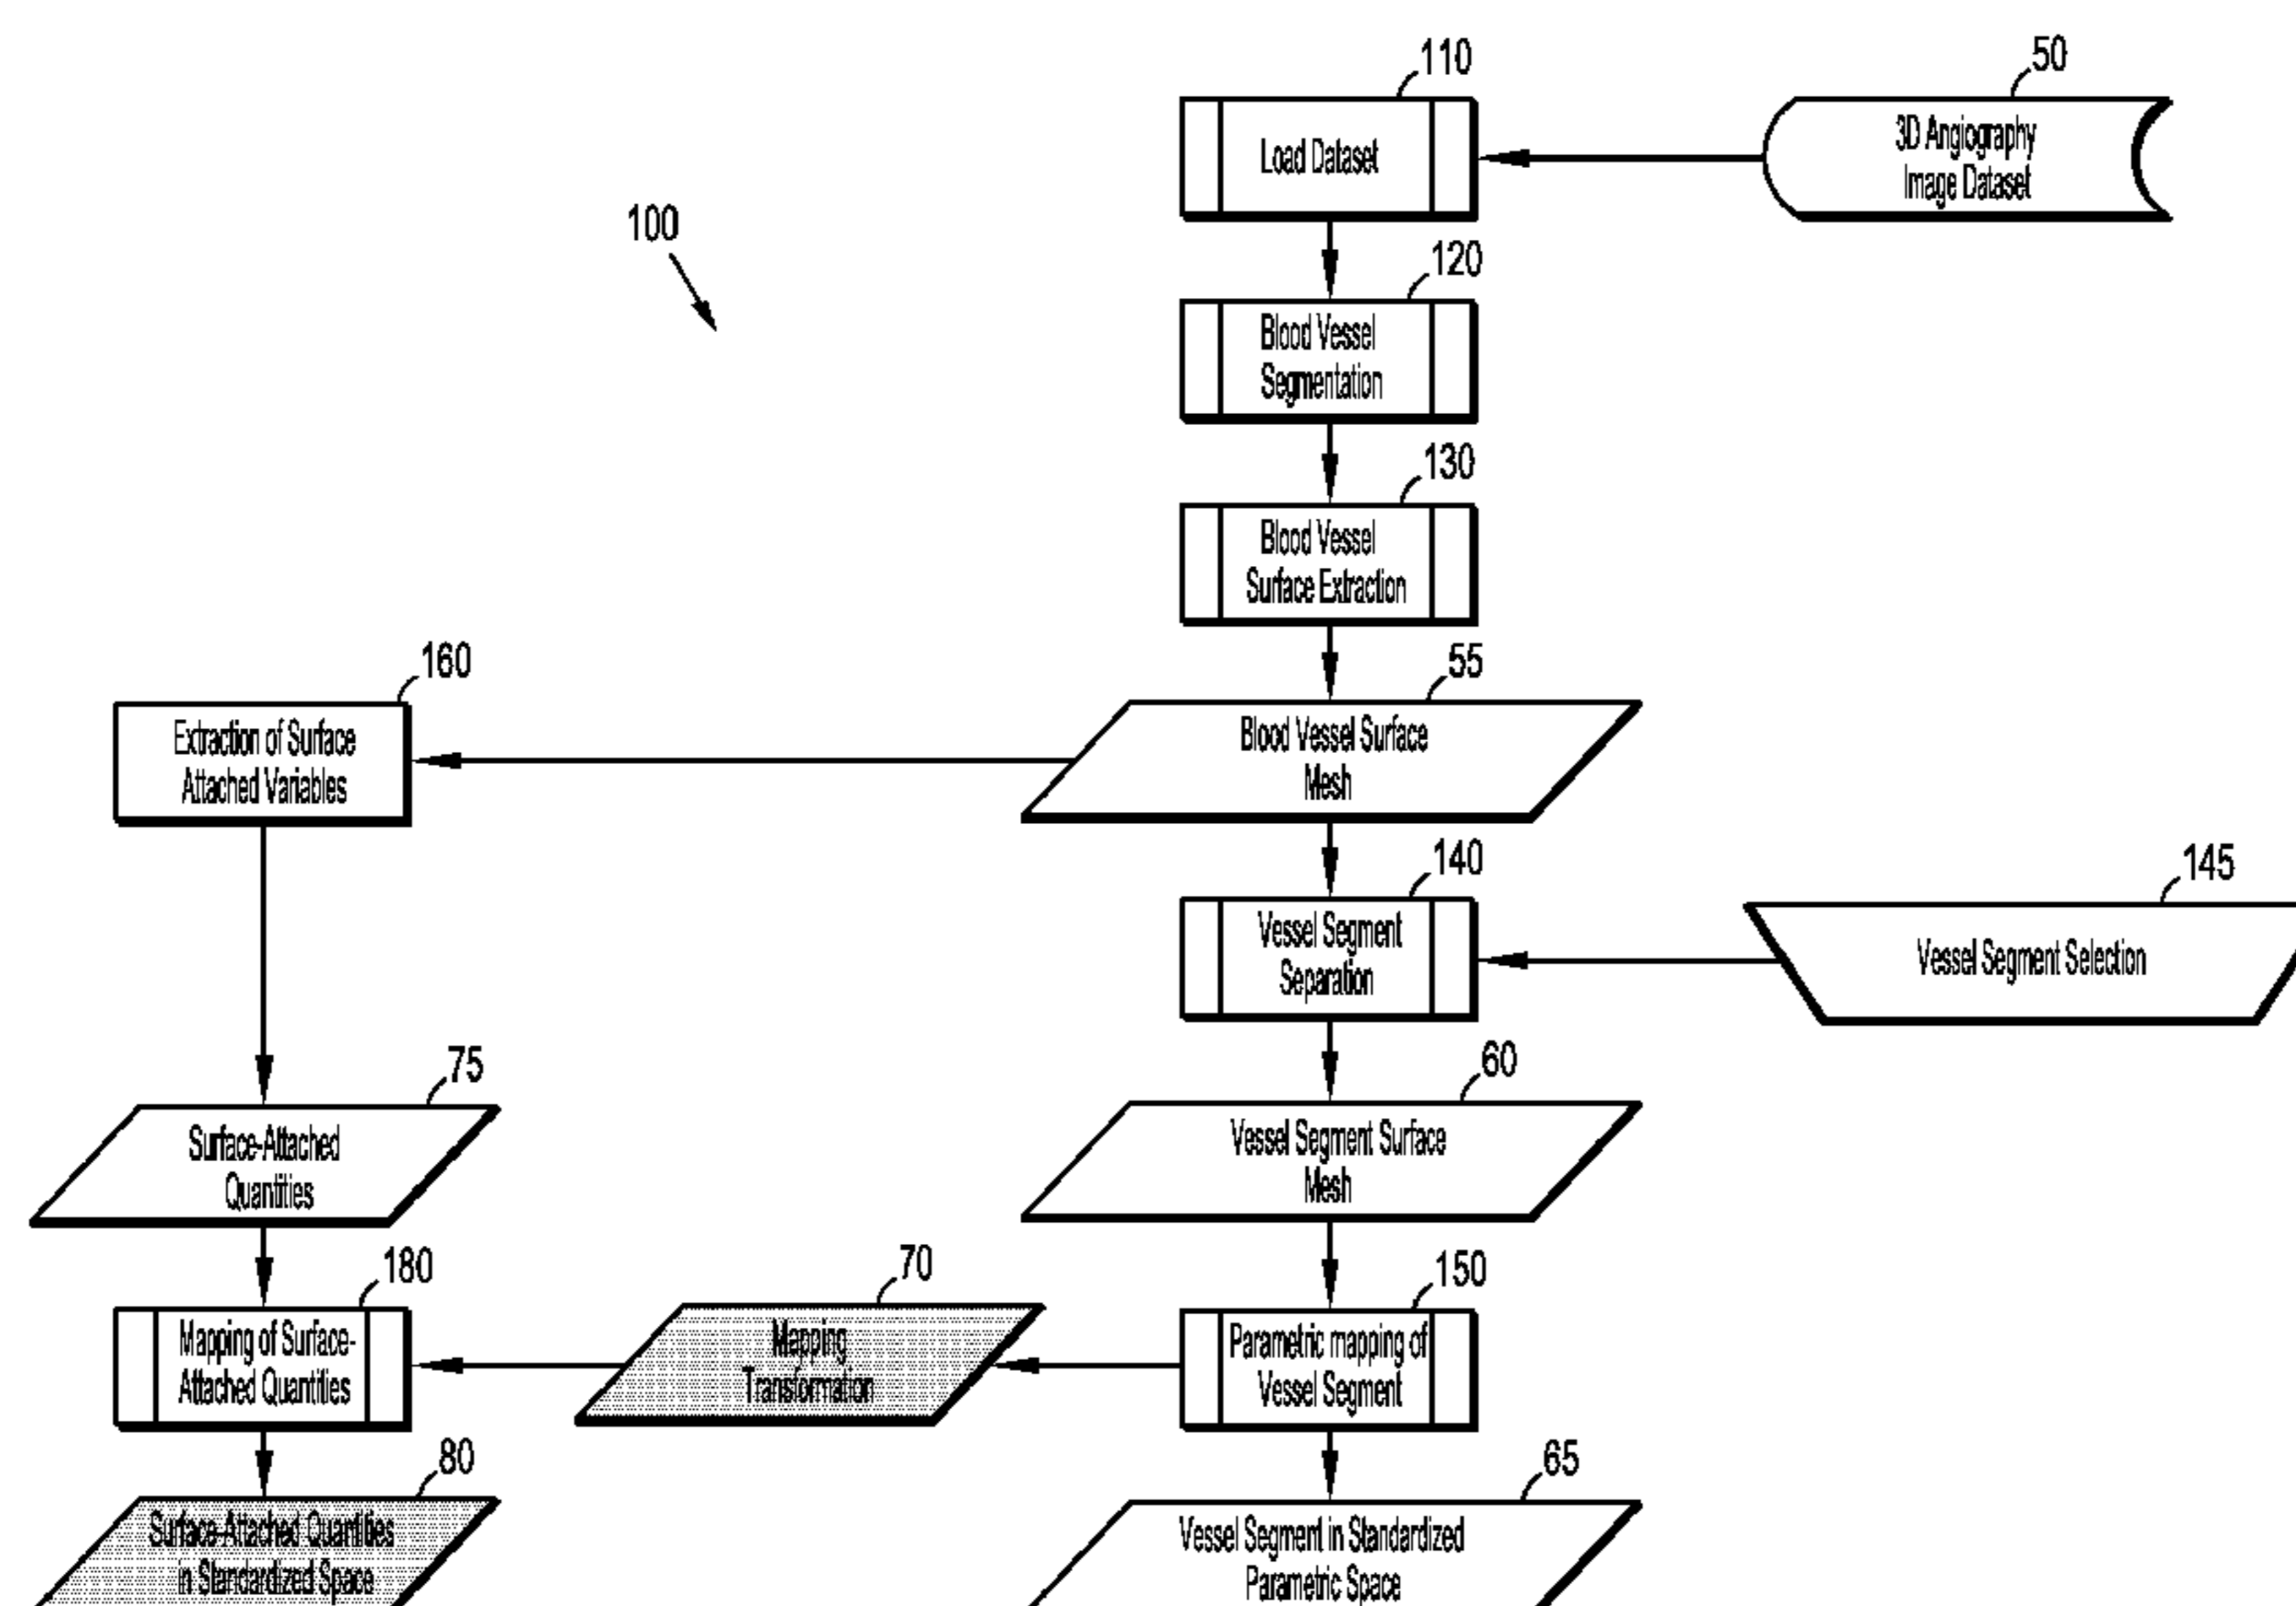 110
50
Load Dataset
3D Angiography
Image Dataset
100
120
Blood Vessel
Segmentation
130
Blood Vessel
Surface Extraction
160
55
Extraction of Surface
Attached Variables
Blood Vessel Surface
Mesh
140
145
Vessel Segment
Separation
Vessel Segment Selection
75
60
Surface-Attached
Quantities
Vessel Segment Surface
Mesh
180
70
150
Mapping of Surface-
Attached Quantities
Mapping
Transformation
Parametric mapping of
Vessel Segment
80
65
Surface-Attached Quantities
in Standardized Space
Vessel Segment in Standardized
Parametric Space